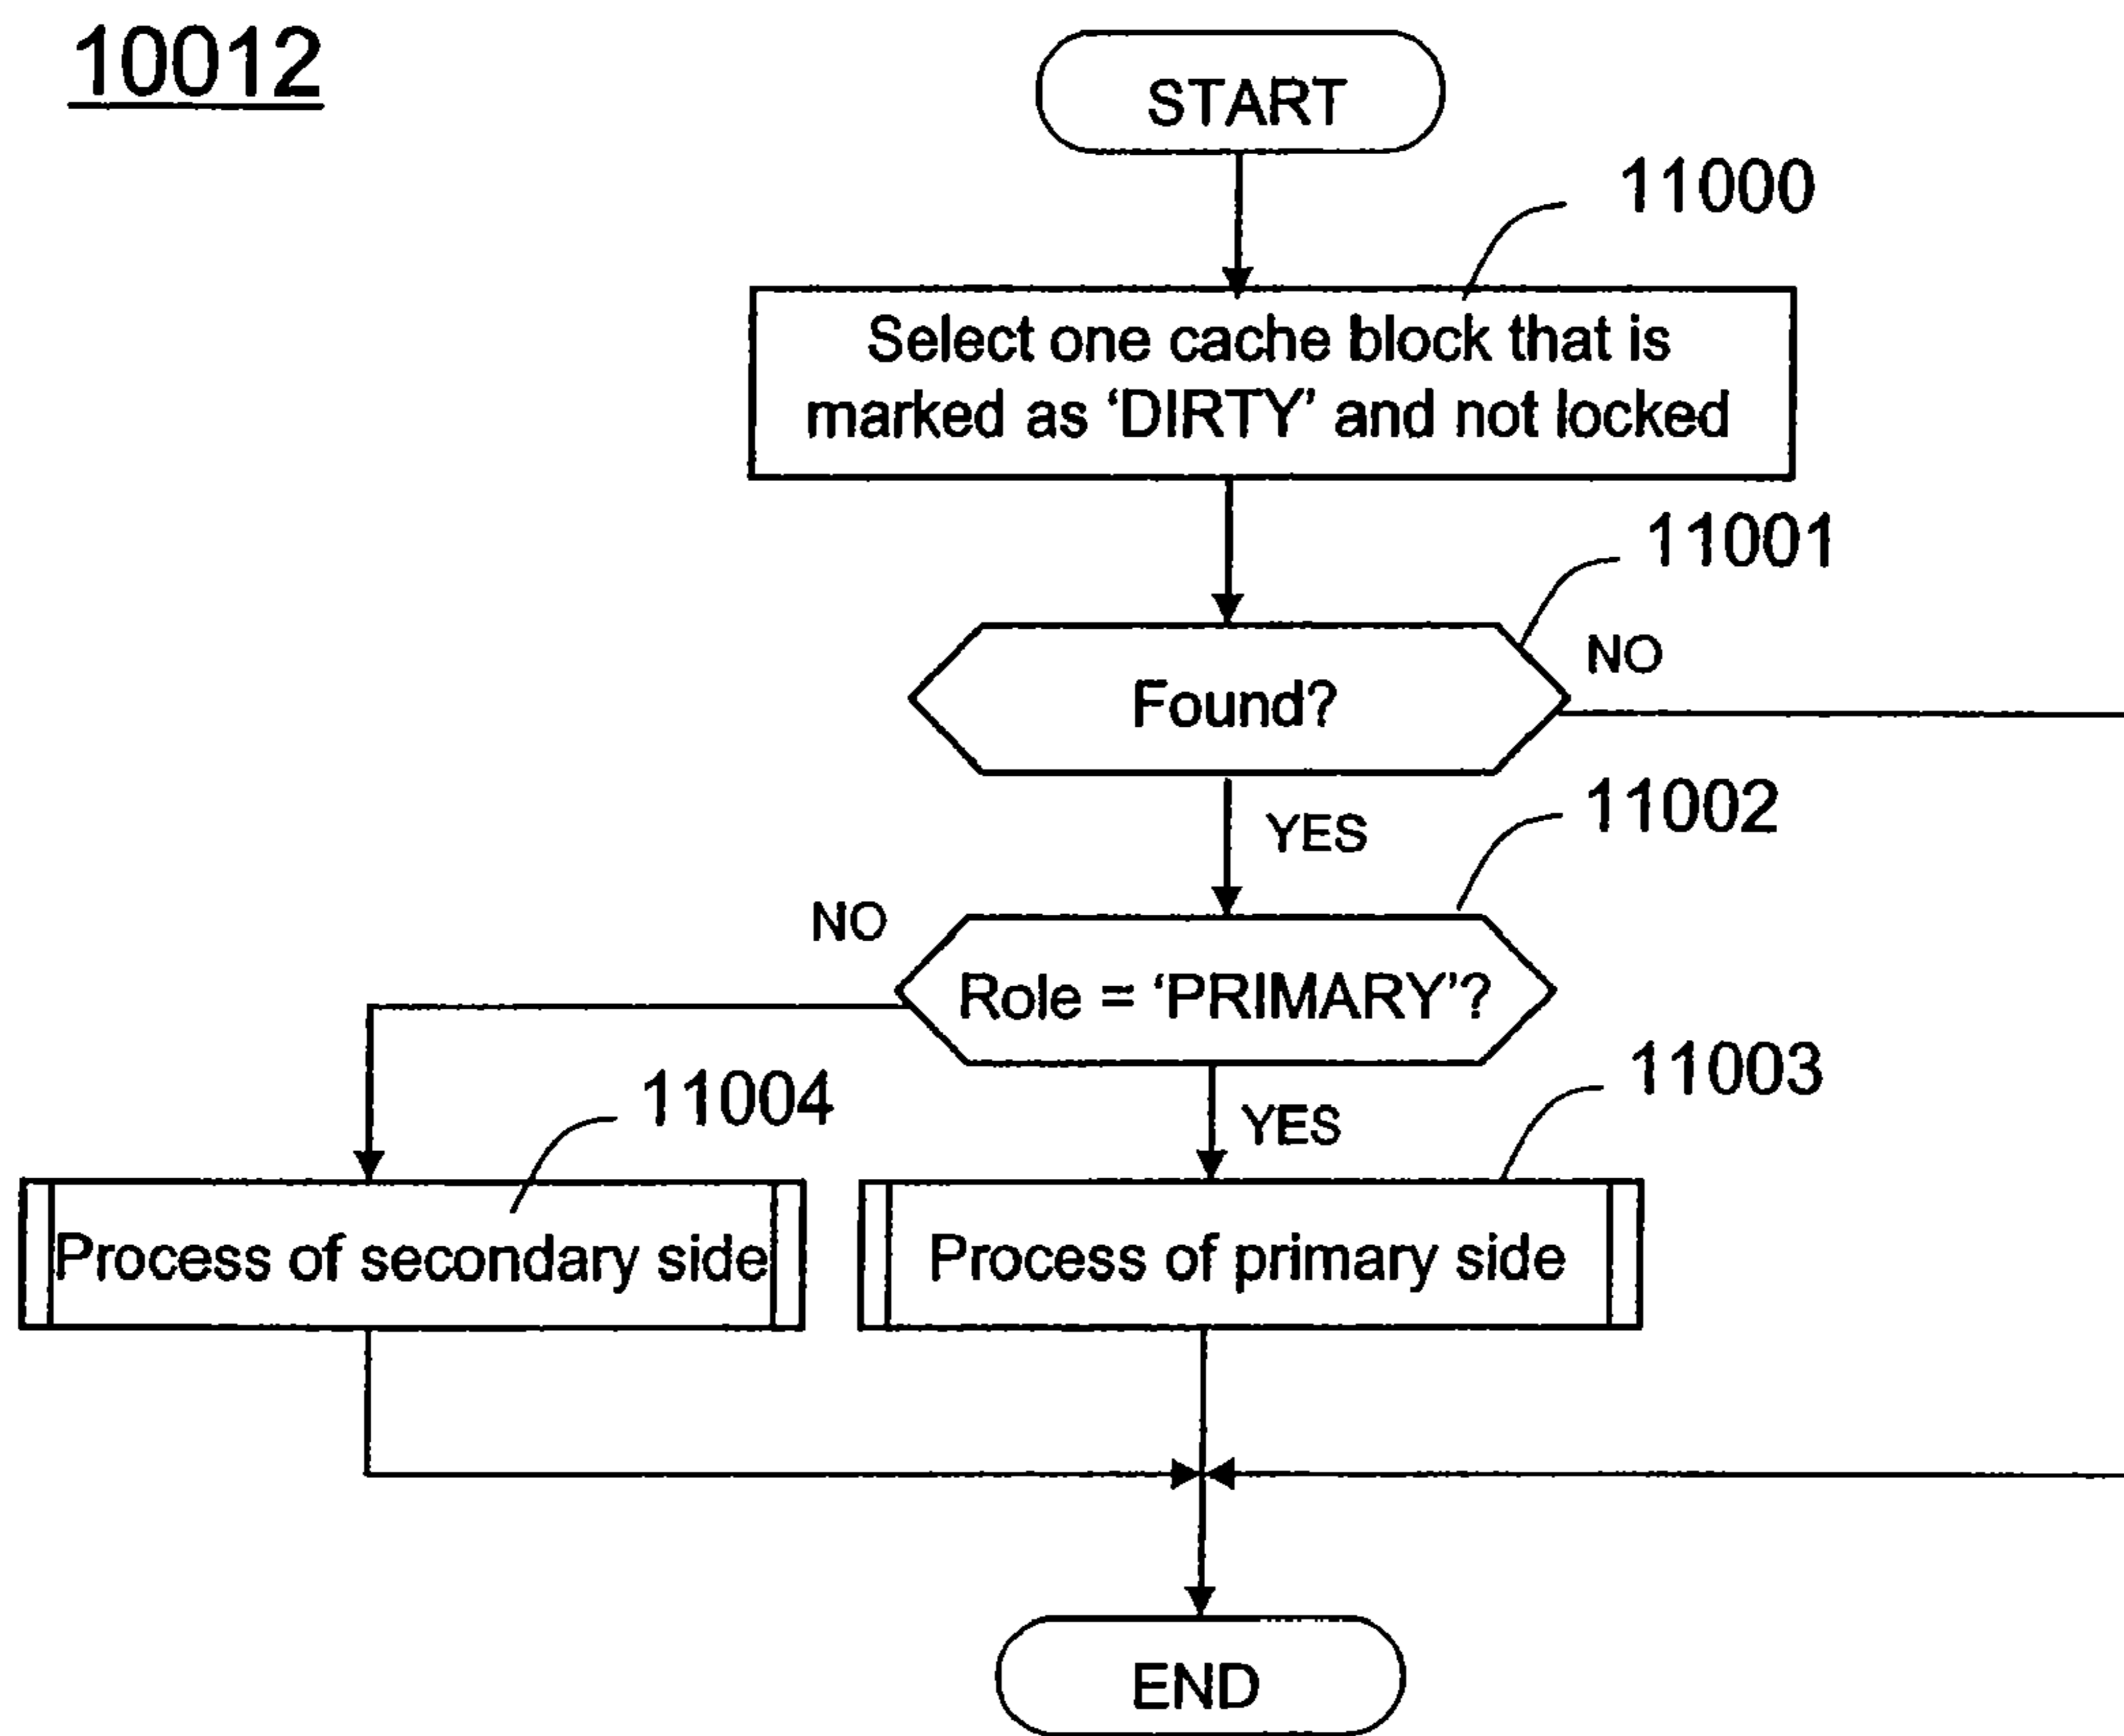 10012
START
11000
Select one cache block that is
marked as ‘DIRTY’ and not locked
11001
NO
Found?
11002
YES
NO
Role = ‘PRIMARY’?
11003
11004
YES
Process of secondary side
Process of primary side
END